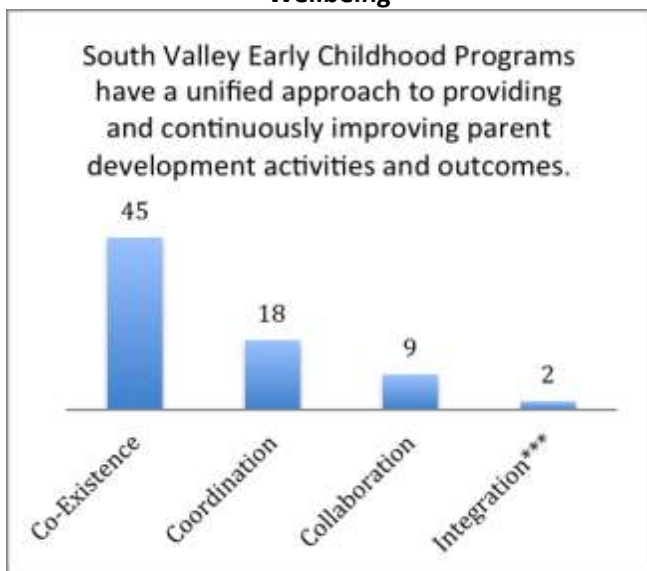 Wellbeing
South Valley Early Childhood Programs
have a unified approach to providing
and continuously improving parent
development activities and outcomes.
45
18
9
2
Co-Existence
Coordination
Collaboration
Integration***